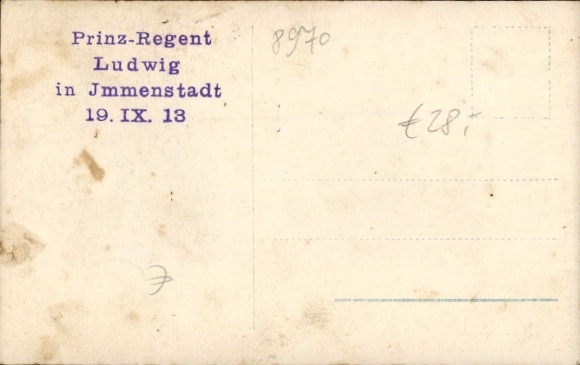 Prinz-Regent
Ludwig
in Jmmenstadt
19. IX. 13
8970
€28,-